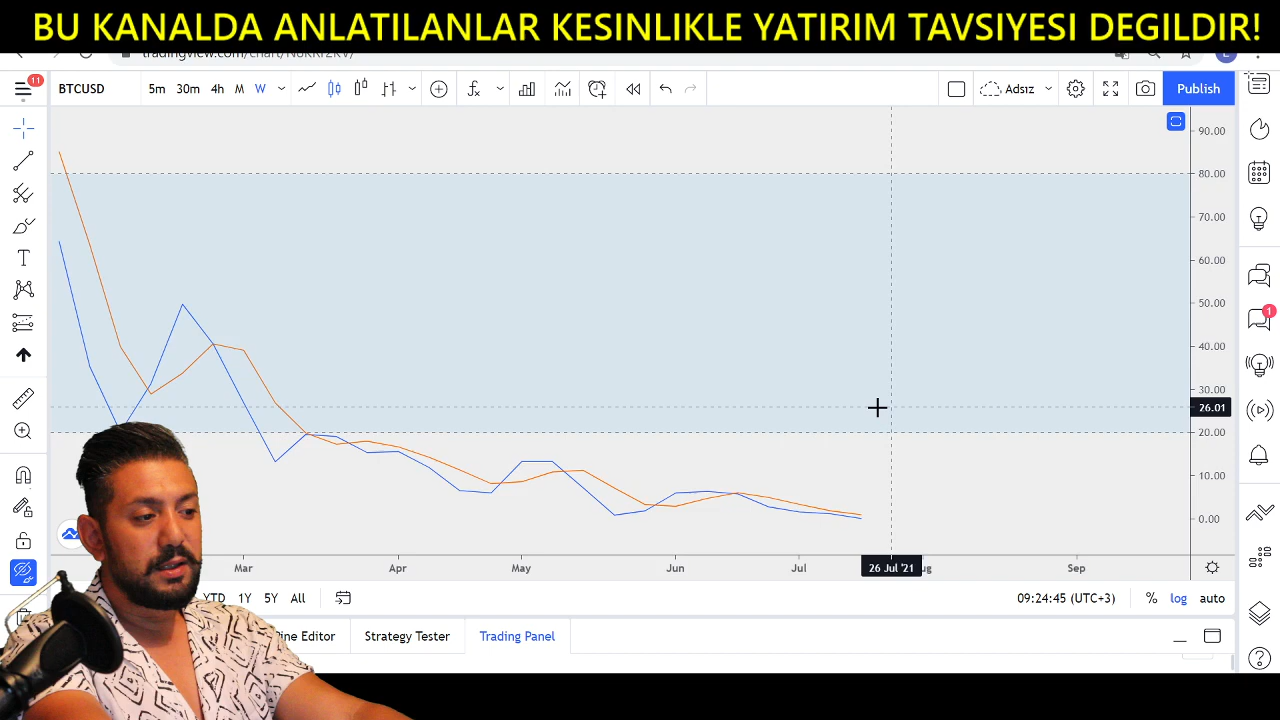 BU KANALDA ANLATILANLAR KESINLIKLE YATIRIM TAVSIYESI DEGILDIR!
11
BTCUSD 5m 30m 4h M W Adsız Publish
90.00
80.00
70.00
60.00
50.00
40.00
30.00
26.01
20.00
10.00
0.00
1
Mar Apr May Jun Jul 26 Jul '21 Sep
YTD 1Y 5Y All 09:24:45 (UTC+3) % log auto
Pine Editor Strategy Tester Trading Panel